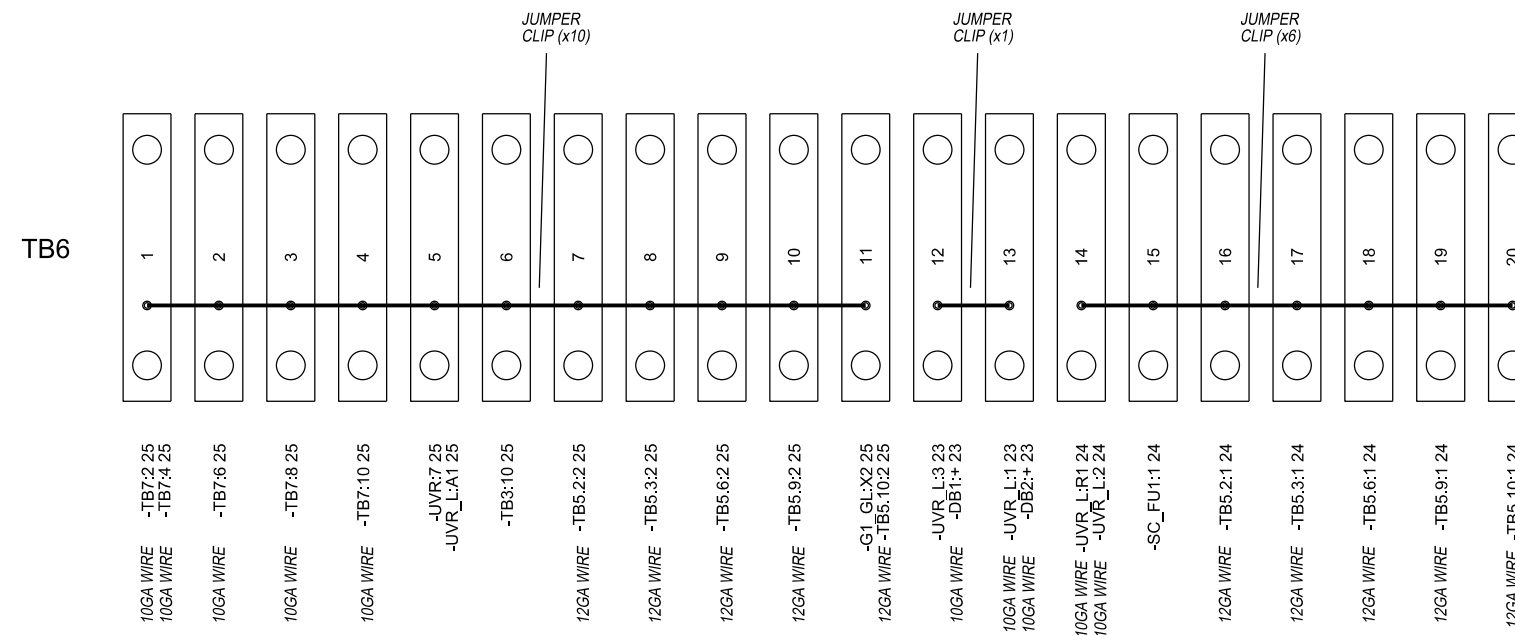 JUMPER
CLIP (x10)
JUMPER
CLIP (x1)
JUMPER
CLIP (x6)
TB6
1
2
3
4
5
6
7
8
9
10
11
12
13
14
15
16
17
18
19
20
10GA WIRE -TB7:2 25
10GA WIRE -TB7:4 25
10GA WIRE -TB7:6 25
10GA WIRE -TB7:8 25
10GA WIRE -TB7:10 25
-UVR:7 25
-UVR_L:A1 25
-TB3:10 25
12GA WIRE -TB5.2:2 25
12GA WIRE -TB5.3:2 25
12GA WIRE -TB5.6:2 25
12GA WIRE -TB5.9:2 25
-G1_GL:X2 25
12GA WIRE -TB5.10:2 25
-UVR_L:3 23
10GA WIRE -DB1:+ 23
10GA WIRE -UVR_L:1 23
10GA WIRE -DB2:+ 23
10GA WIRE -UVR_L:R1 24
10GA WIRE -UVR_L:2 24
-SC_FU1:1 24
12GA WIRE -TB5.2:1 24
12GA WIRE -TB5.3:1 24
12GA WIRE -TB5.6:1 24
12GA WIRE -TB5.9:1 24
12GA WIRE -TB5.10:1 24